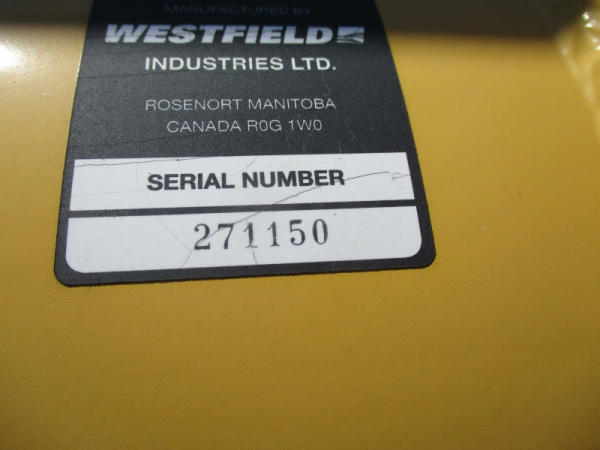 MANUFACTURED BY
WESTFIELD
INDUSTRIES LTD.
ROSENORT MANITOBA
CANADA R0G 1W0
SERIAL NUMBER
271150